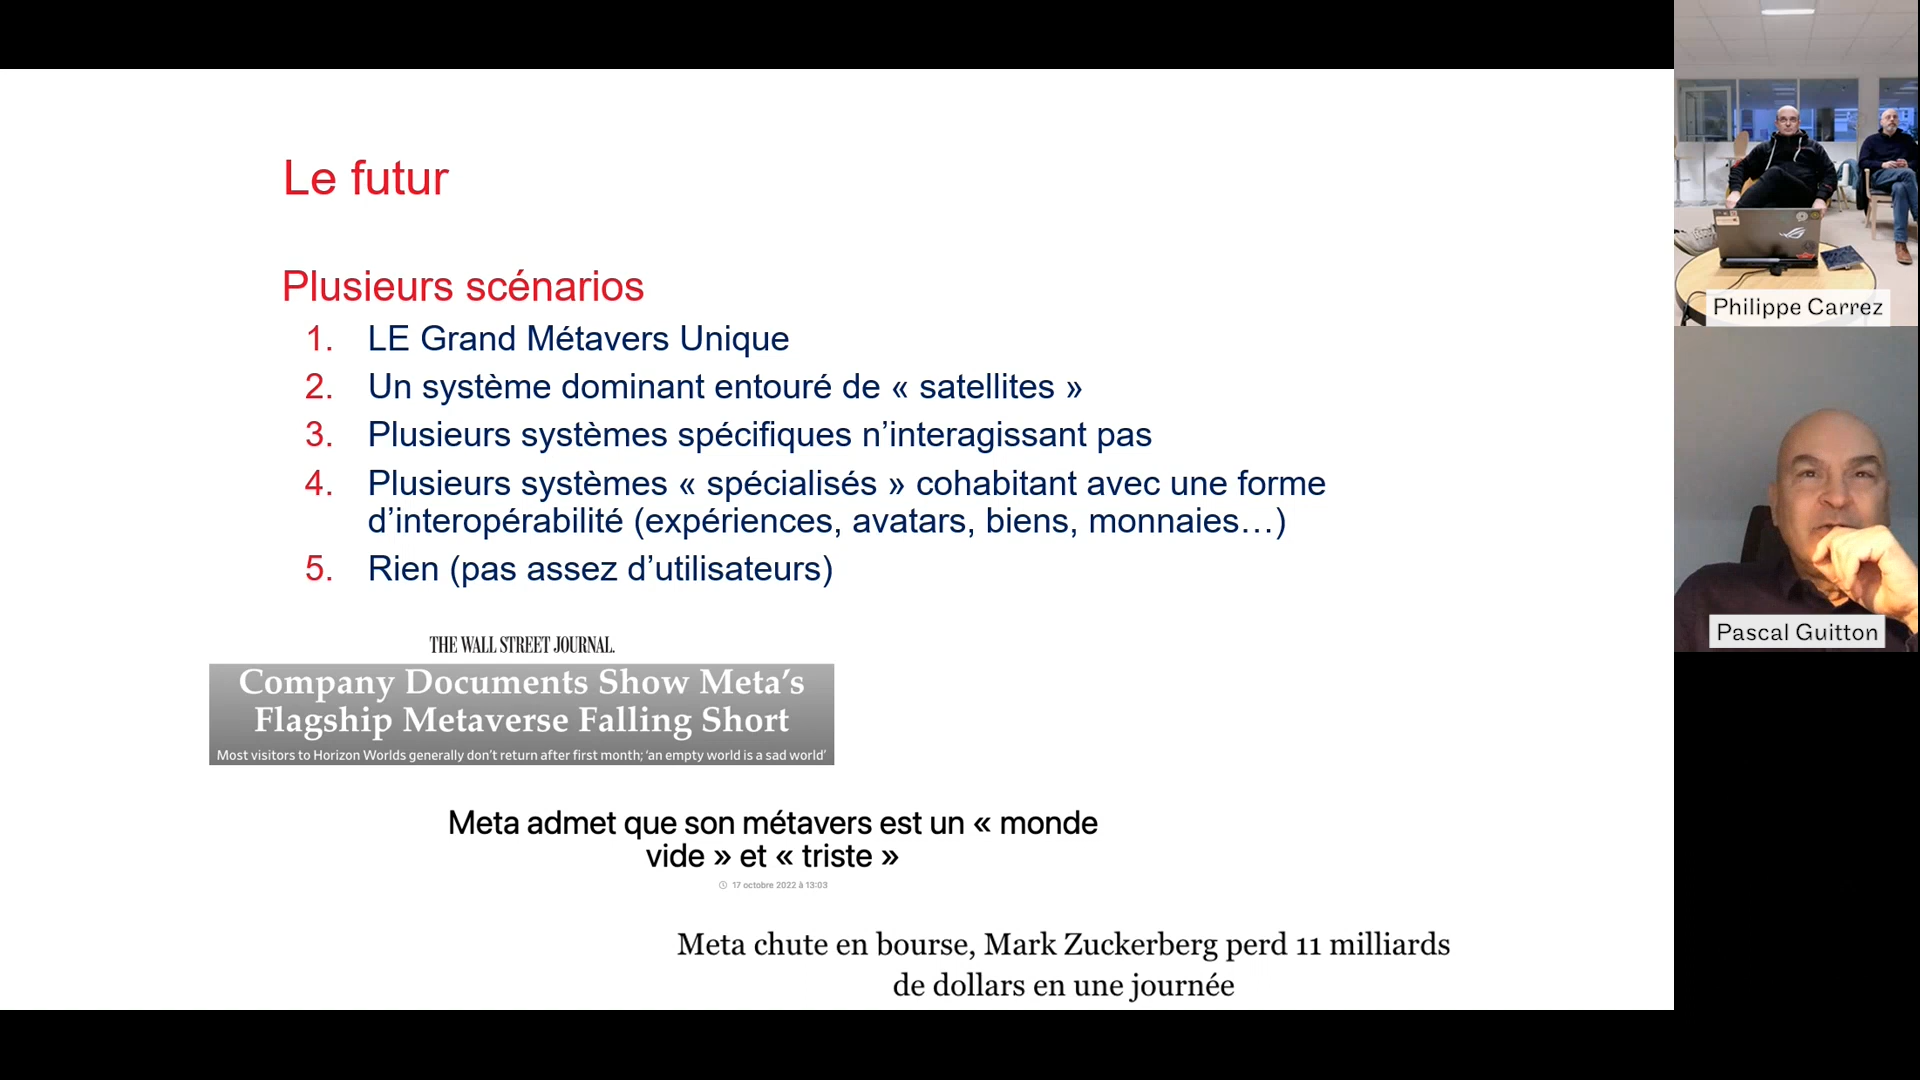 Le futur
Plusieurs scénarios
1. LE Grand Métavers Unique
2. Un système dominant entouré de « satellites »
3. Plusieurs systèmes spécifiques n’interagissant pas
4. Plusieurs systèmes « spécialisés » cohabitant avec une forme
d’interopérabilité (expériences, avatars, biens, monnaies…)
5. Rien (pas assez d’utilisateurs)
THE WALL STREET JOURNAL.
Company Documents Show Meta’s
Flagship Metaverse Falling Short
Most visitors to Horizon Worlds generally don’t return after first month; ‘an empty world is a sad world’
Meta admet que son métavers est un « monde
vide » et « triste »
17 octobre 2022 à 13:03
Meta chute en bourse, Mark Zuckerberg perd 11 milliards
de dollars en une journée
Philippe Carrez
Pascal Guitton